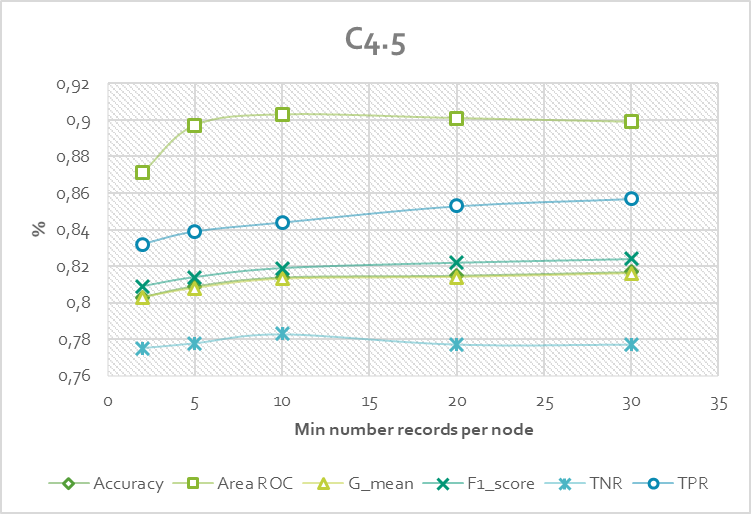 C4.5
0,92
0,9
0,88
0,86
0,84
0,82
0,8
0,78
0,76
%
0 5 10 15 20 25 30 35
Min number records per node
Accuracy Area ROC G_mean F1_score TNR TPR